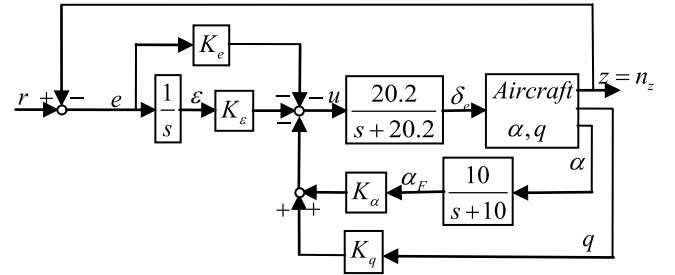 K_e
r + − e 1/s ε K_ε − − − u 20.2/(s+20.2) δ_e Aircraft α, q z = n_z
α
+ + K_α α_F 10/(s+10)
K_q q